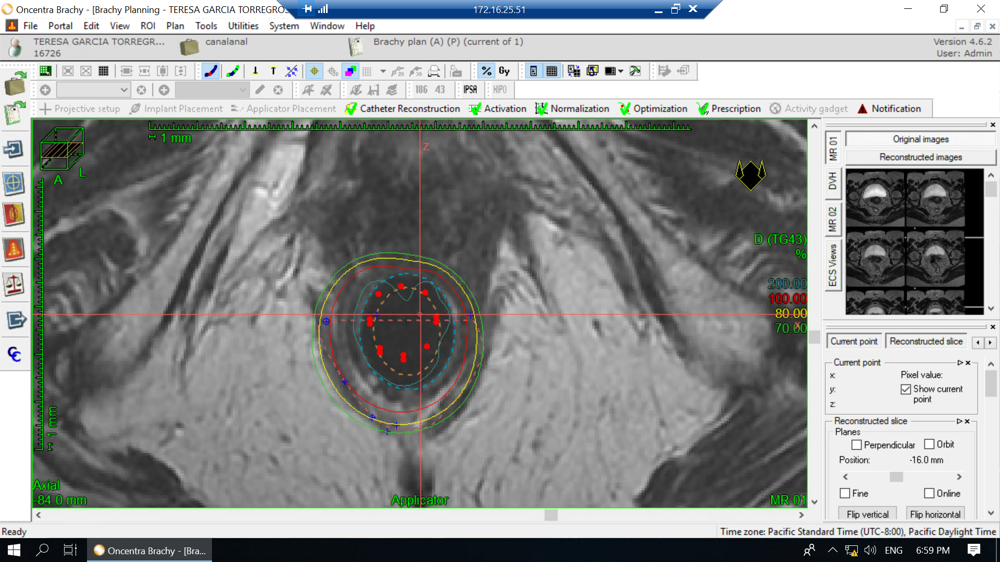 Oncentra Brachy - [Brachy Planning - TERESA GARCIA TORREGROS
172.16.25.51
File Portal Edit View ROI Plan Tools Utilities System Window Help
TERESA GARCIA TORREGR...
16726
canalanal
Brachy plan (A) (P) (current of 1)
Version 4.6.2
User: Admin
% Gy
186 43 IPSA HIPO
Projective setup Implant Placement Applicator Placement Catheter Reconstruction Activation Normalization Optimization Prescription Activity gadget Notification
1 mm
Z
A
L
D (TG43)
%
200.00
100.00
80.00
70.00
X
1 mm
Axial
-84.0 mm
Applicator
MR 01
MR 01
DVH
MR 02
ECS Views
Original images
Reconstructed images
Current point
Reconstructed slice
Current point
x:
y:
z:
Pixel value:
Show current point
Reconstructed slice
Planes
Perpendicular
Orbit
Position:
-16.0 mm
Fine
Online
Flip vertical
Flip horizontal
Ready
Time zone: Pacific Standard Time (UTC-8:00), Pacific Daylight Time
Oncentra Brachy - [Bra...
ENG
6:59 PM